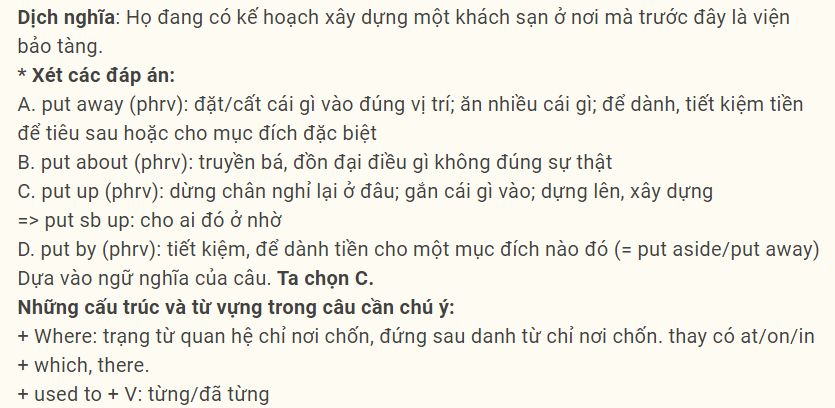 Dịch nghĩa: Họ đang có kế hoạch xây dựng một khách sạn ở nơi mà trước đây là viện
bảo tàng.
* Xét các đáp án:
A. put away (phrv): đặt/cất cái gì vào đúng vị trí; ăn nhiều cái gì; để dành, tiết kiệm tiền
để tiêu sau hoặc cho mục đích đặc biệt
B. put about (phrv): truyền bá, đồn đại điều gì không đúng sự thật
C. put up (phrv): dừng chân nghỉ lại ở đâu; gắn cái gì vào; dựng lên, xây dựng
=> put sb up: cho ai đó ở nhờ
D. put by (phrv): tiết kiệm, để dành tiền cho một mục đích nào đó (= put aside/put away)
Dựa vào ngữ nghĩa của câu. Ta chọn C.
Những cấu trúc và từ vựng trong câu cần chú ý:
+ Where: trạng từ quan hệ chỉ nơi chốn, đứng sau danh từ chỉ nơi chốn. thay có at/on/in
+ which, there.
+ used to + V: từng/đã từng